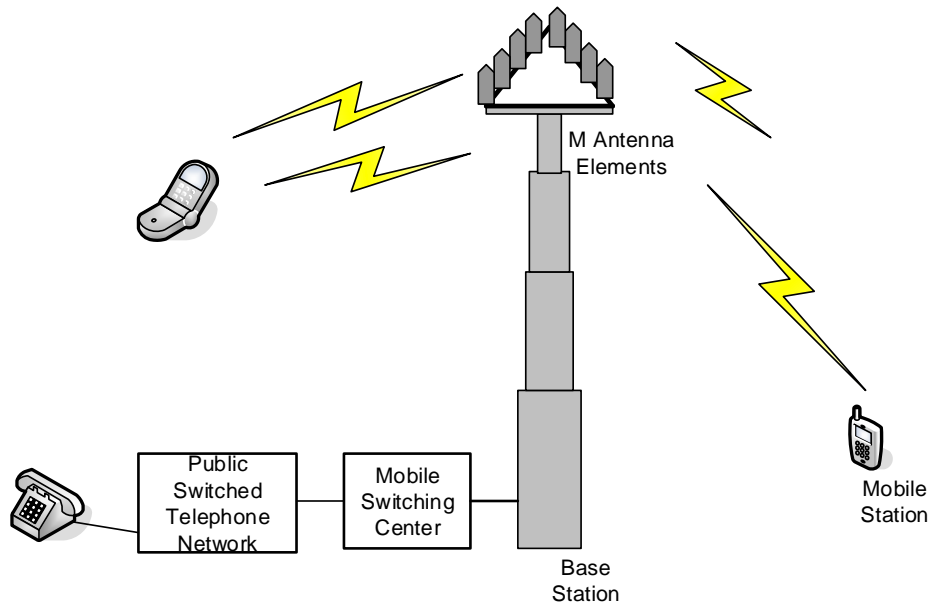 M Antenna
Elements
Public
Switched
Telephone
Network
Mobile
Switching
Center
Mobile
Station
Base
Station